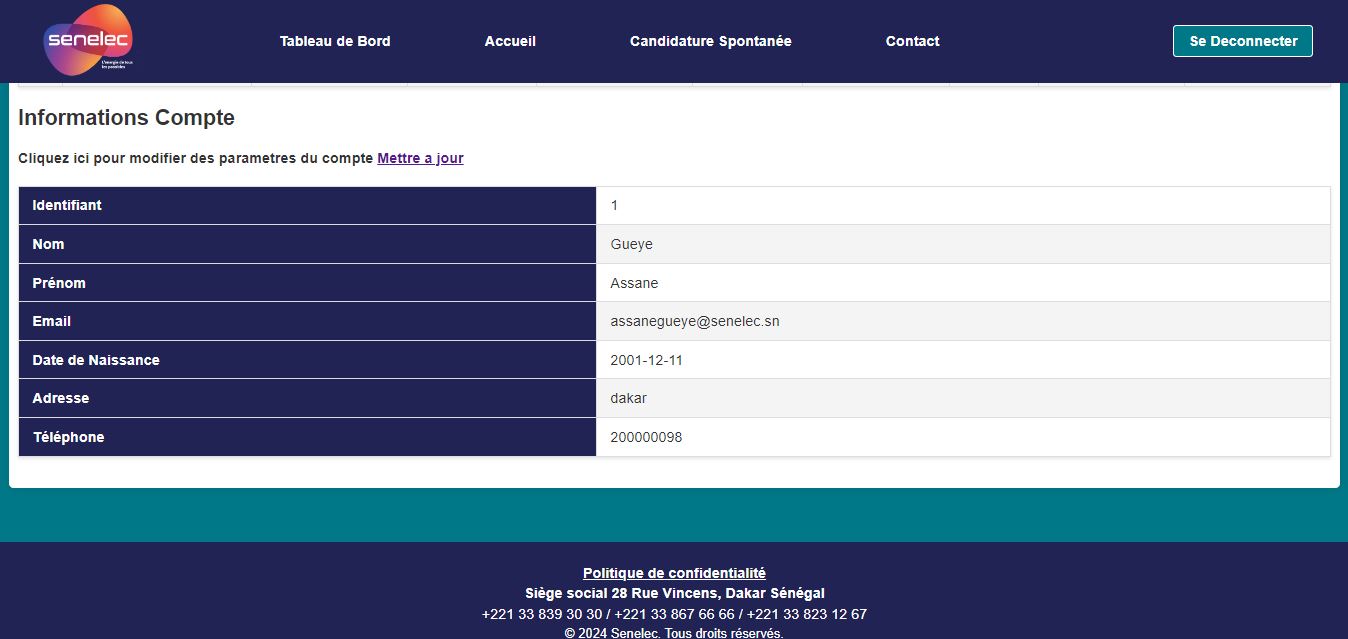 senelec
L'énergie de tous
les possibles
Tableau de Bord
Accueil
Candidature Spontanée
Contact
Se Deconnecter
Informations Compte
Cliquez ici pour modifier des parametres du compte Mettre a jour
Identifiant 1
Nom Gueye
Prénom Assane
Email assanegueye@senelec.sn
Date de Naissance 2001-12-11
Adresse dakar
Téléphone 200000098
Politique de confidentialité
Siège social 28 Rue Vincens, Dakar Sénégal
+221 33 839 30 30 / +221 33 867 66 66 / +221 33 823 12 67
© 2024 Senelec. Tous droits réservés.